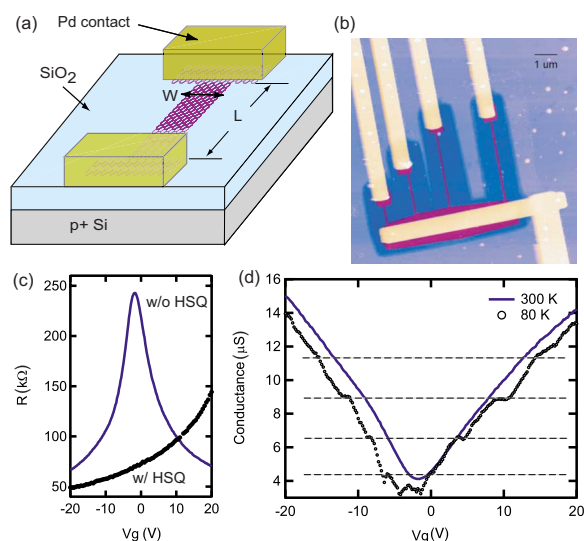 (a)
Pd contact
SiO2
W
L
p+ Si
(b)
1 um
(c)
250
200
150
100
50
R (kΩ)
w/o HSQ
w/ HSQ
-20 -10 0 10 20
Vg (V)
(d)
16
14
12
10
8
6
4
Conductance (µS)
300 K
80 K
-20 -10 0 10 20
Vg (V)